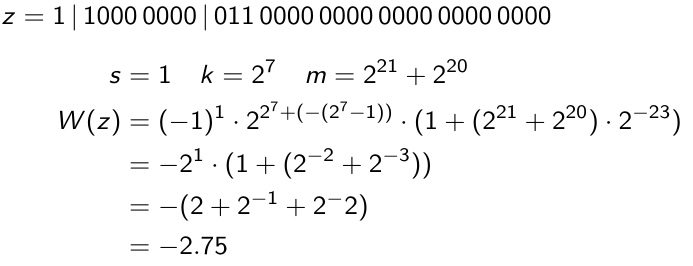 z = 1 | 1000 0000 | 011 0000 0000 0000 0000 0000
s = 1 k = 2^7 m = 2^21 + 2^20
W(z) = (−1)^1 · 2^(2^7+(−(2^7−1))) · (1 + (2^21 + 2^20) · 2^−23)
= −2^1 · (1 + (2^−2 + 2^−3))
= −(2 + 2^−1 + 2^−2)
= −2.75